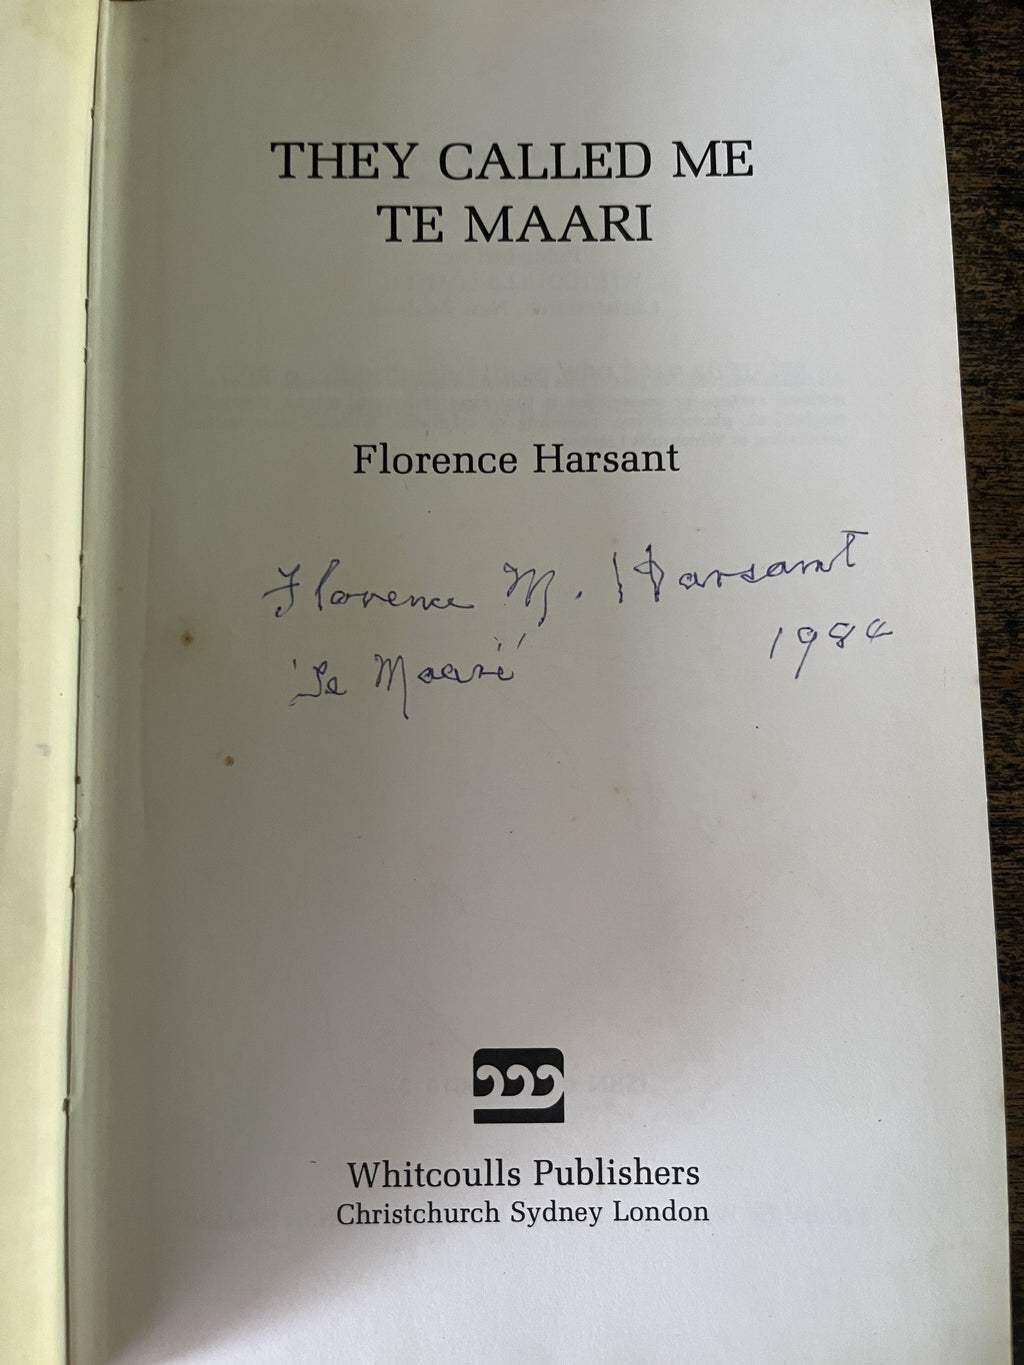 THEY CALLED ME
TE MAARI
Florence Harsant
Florence M. Harsant
'Te Maari' 1984
Whitcoulls Publishers
Christchurch Sydney London